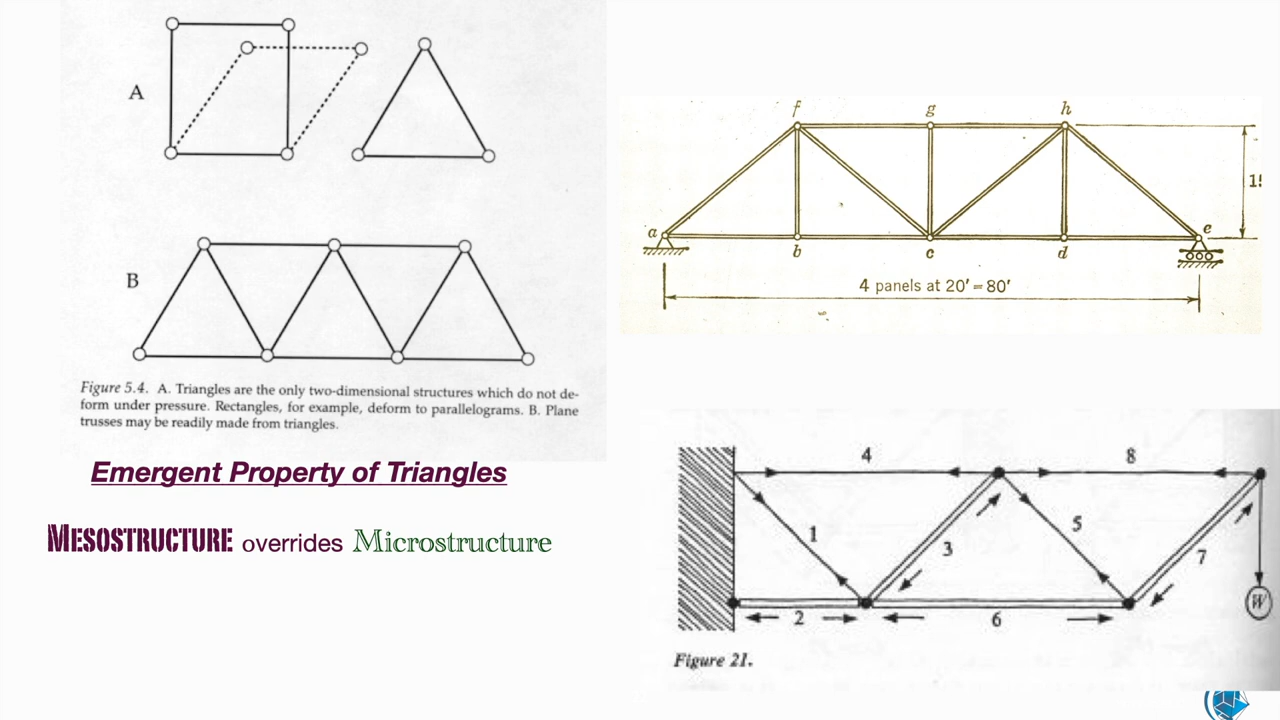 A
B
Figure 5.4. A. Triangles are the only two-dimensional structures which do not de-
form under pressure. Rectangles, for example, deform to parallelograms. B. Plane
trusses may be readily made from triangles.
Emergent Property of Triangles
MESOSTRUCTURE overrides Microstructure
f g h
a b c d e
1!
4 panels at 20' = 80'
4 8
1 3 5 7
2 6
W
Figure 21.